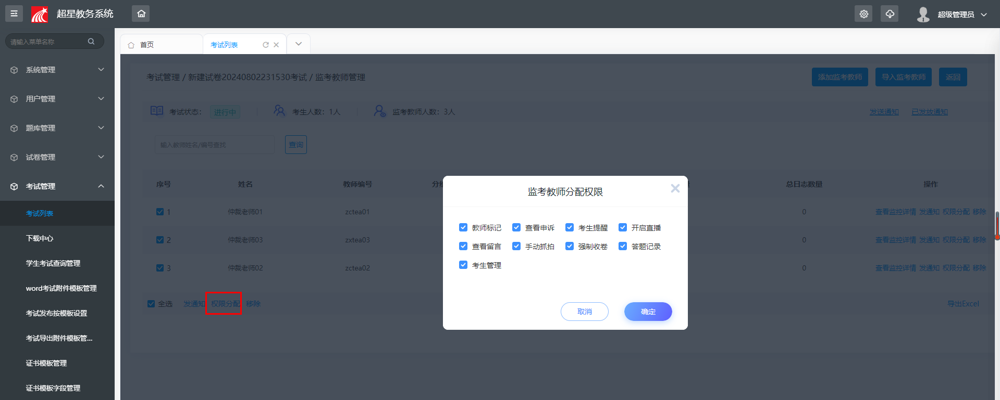 超星教务系统
超级管理员
请输入菜单名称
首页
考试列表
系统管理
用户管理
题库管理
试卷管理
考试管理
考试列表
下载中心
学生考试查询管理
word考试附件模板管理
考试发布按模板设置
考试导出附件模板管...
证书模板管理
证书模板字段管理
考试管理 / 新建试卷20240802231530考试 / 监考教师管理
添加监考教师 导入监考教师 返回
考试状态: 进行中 考生人数: 1人 监考教师人数: 3人 发送通知 已发放通知
输入教师姓名/编号查找 查询
序号 姓名 教师编号 总日志数量 操作
1 仲裁老师01 zctea01 0 查看监控详情 发通知 权限分配 移除
2 仲裁老师03 zxtea03 0 查看监控详情 发通知 权限分配 移除
3 仲裁老师02 zctea02 0 查看监控详情 发通知 权限分配 移除
全选 发通知 权限分配 移除 导出Excel
监考教师分配权限
教师标记 查看申诉 考生提醒 开启直播
查看留言 手动抓拍 强制收卷 答题记录
考生管理
取消 确定